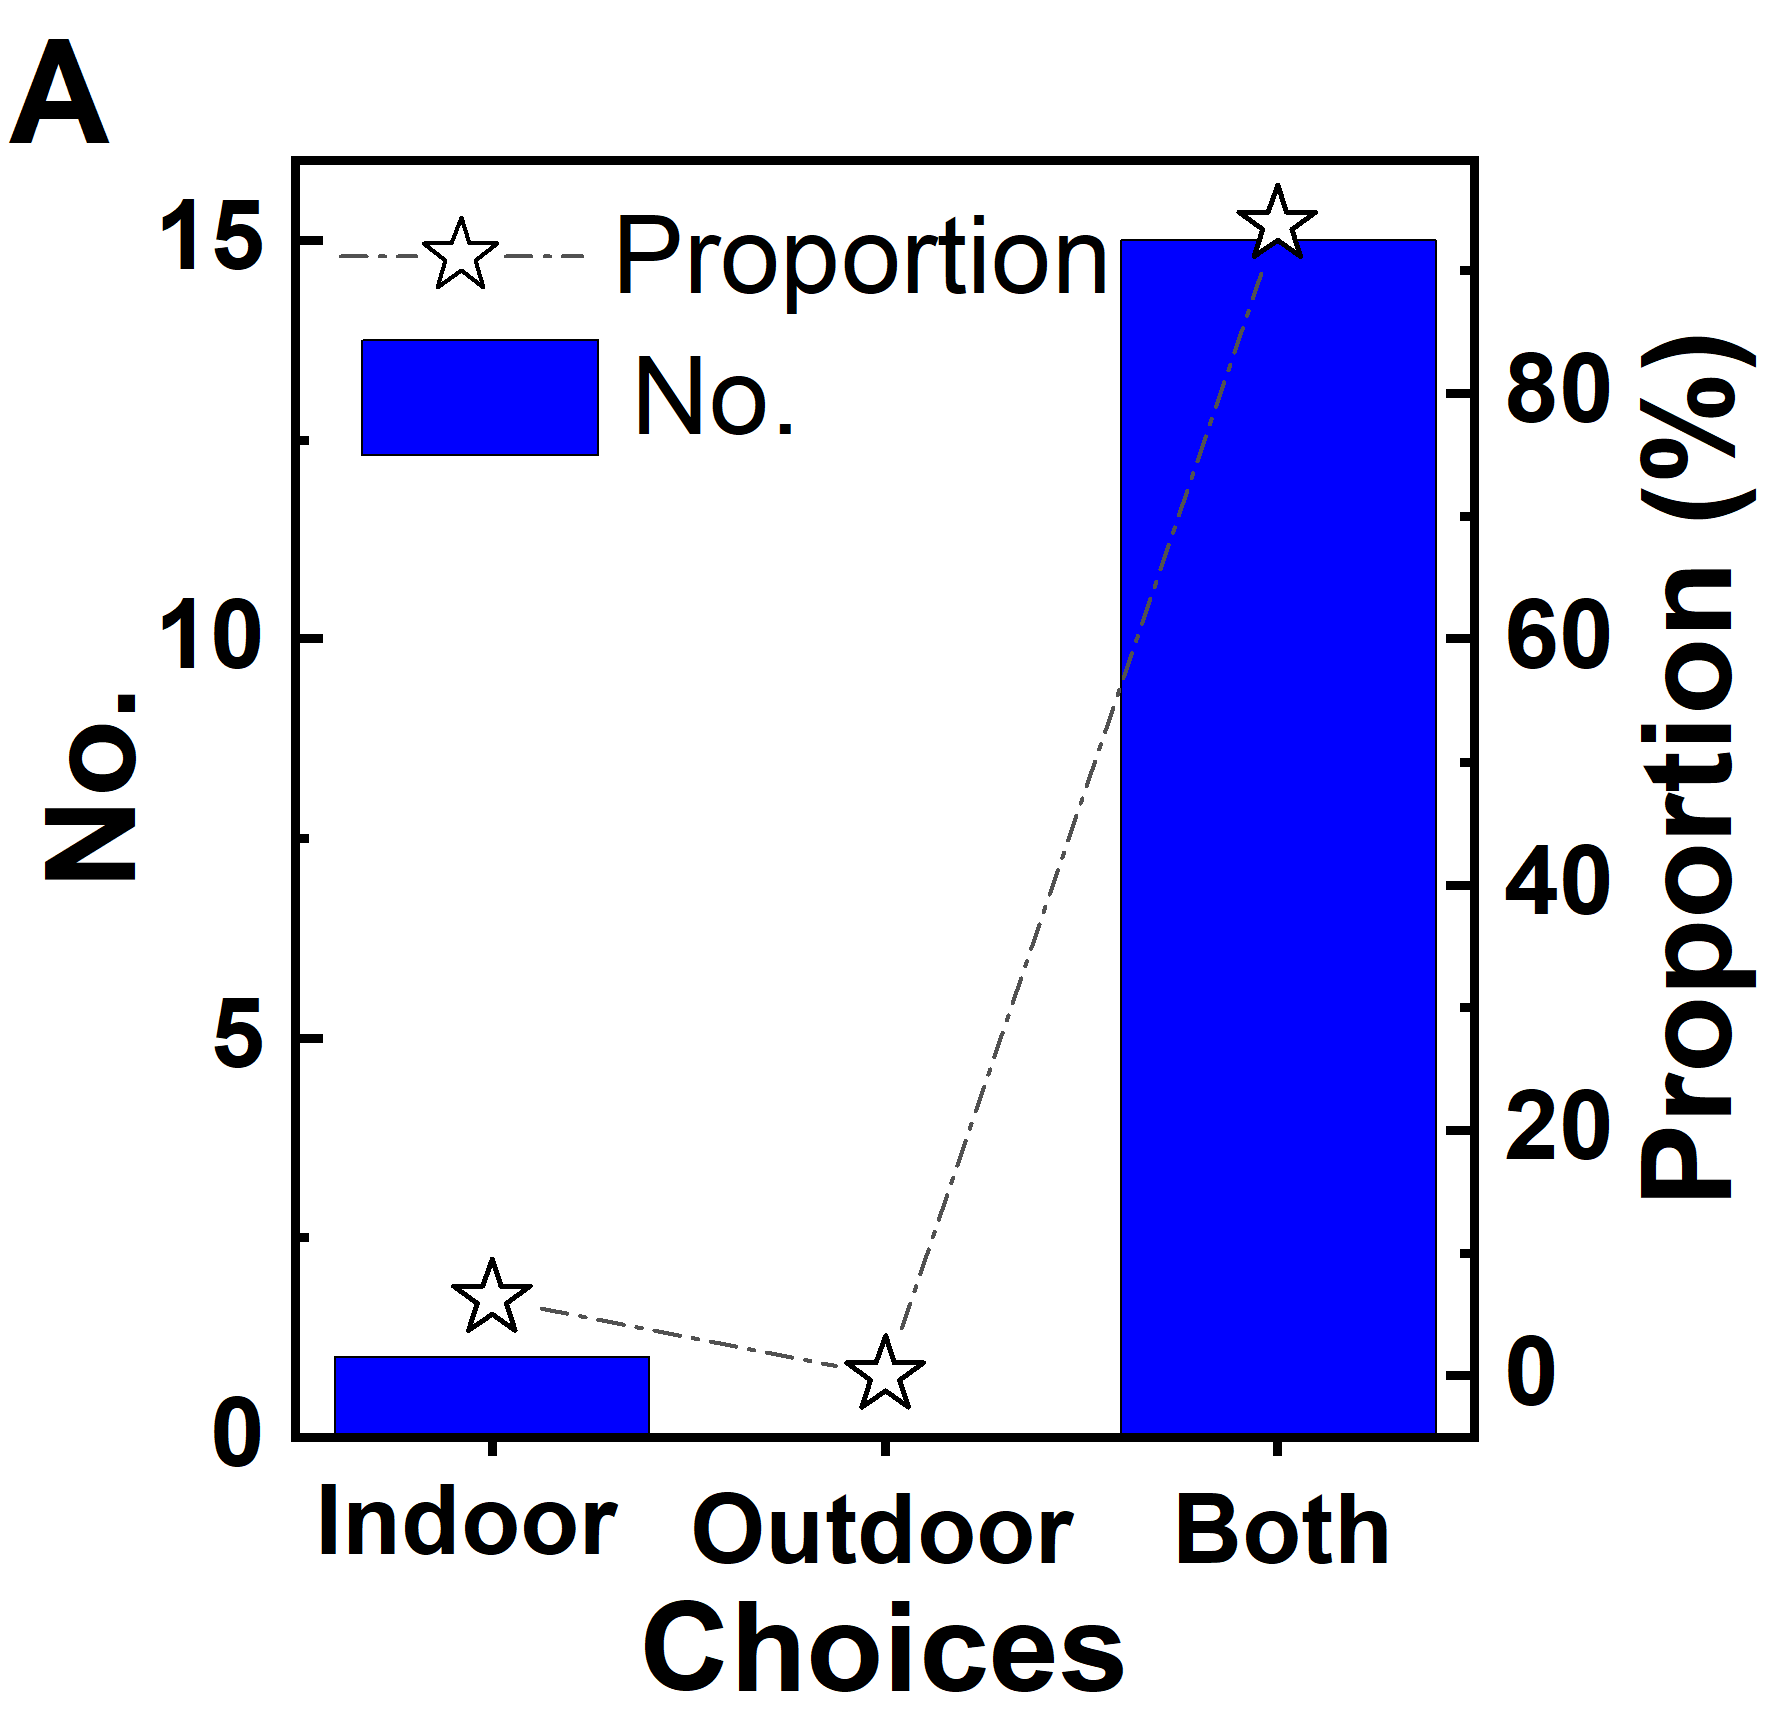 A
Proportion
No.
15
10
5
0
No.
80
60
40
20
0
Proportion (%)
Indoor Outdoor Both
Choices